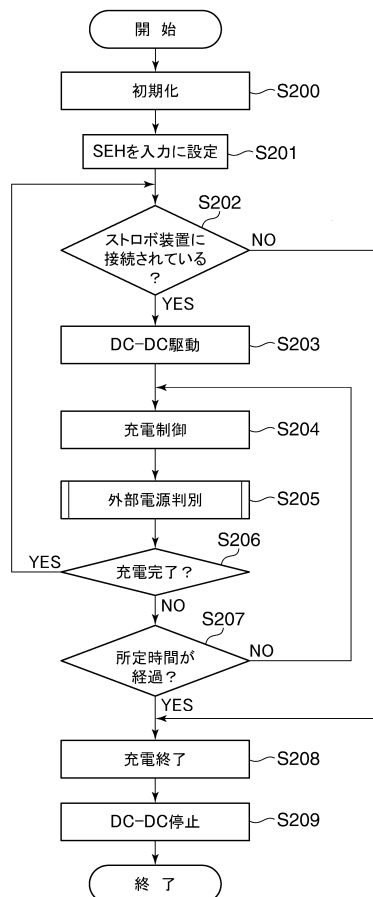 開 始
初期化
S200
SEHを入力に設定
S201
S202
ストロボ装置に
接続されている
?
NO
YES
DC-DC駆動
S203
充電制御
S204
外部電源判別
S205
S206
YES
充電完了?
NO
S207
所定時間が
経過?
NO
YES
充電終了
S208
DC-DC停止
S209
終 了